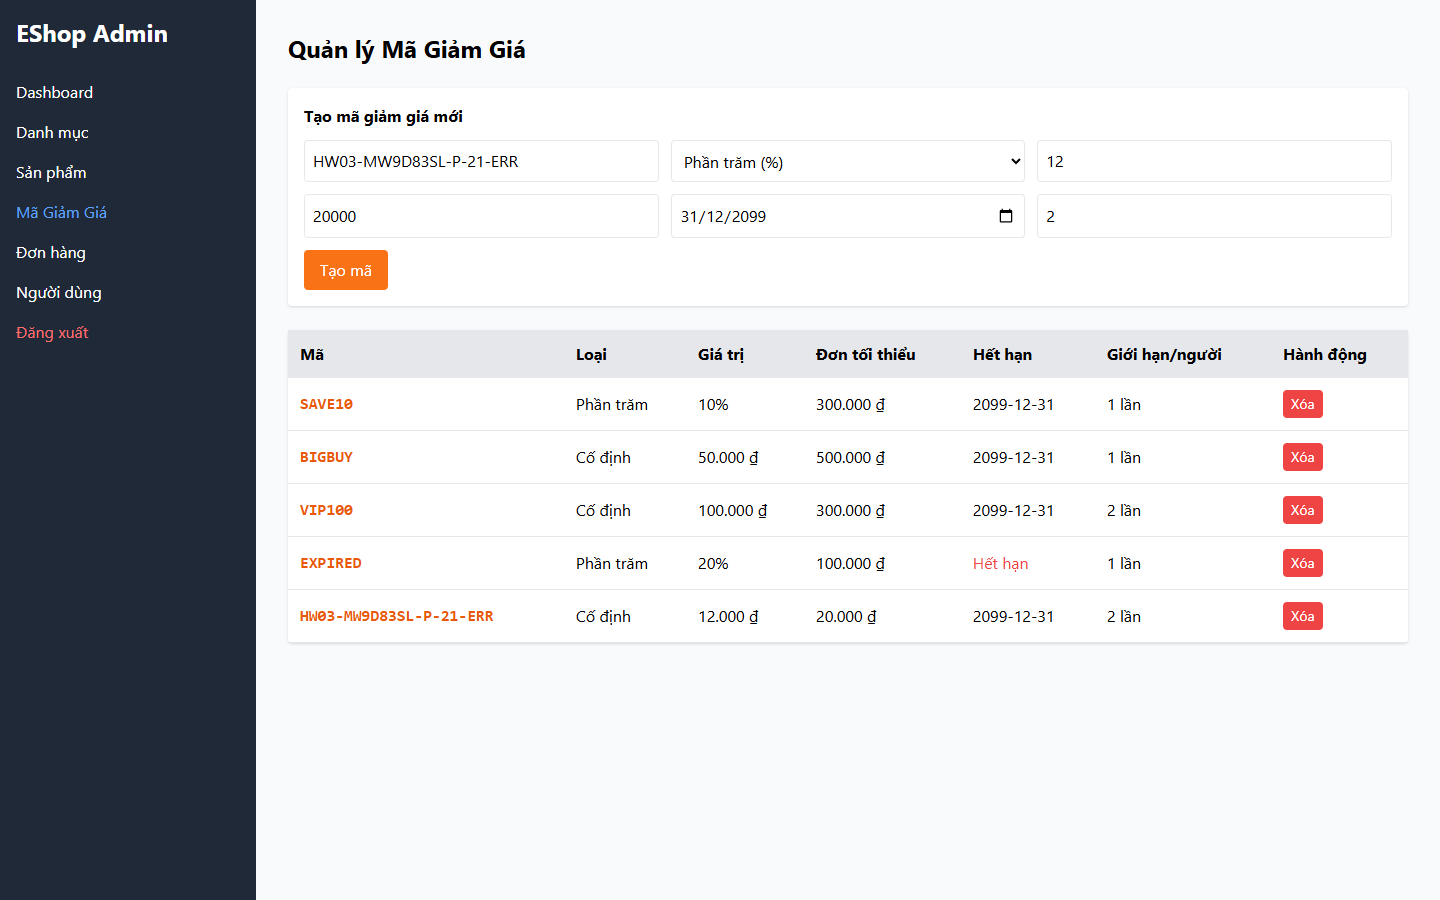 EShop Admin
Dashboard
Danh mục
Sản phẩm
Mã Giảm Giá
Đơn hàng
Người dùng
Đăng xuất
Quản lý Mã Giảm Giá
Tạo mã giảm giá mới
HW03-MW9D83SL-P-21-ERR Phần trăm (%) 12
20000 31/12/2099 2
Tạo mã
Mã Loại Giá trị Đơn tối thiểu Hết hạn Giới hạn/người Hành động
SAVE10 Phần trăm 10% 300.000 ₫ 2099-12-31 1 lần Xóa
BIGBUY Cố định 50.000 ₫ 500.000 ₫ 2099-12-31 1 lần Xóa
VIP100 Cố định 100.000 ₫ 300.000 ₫ 2099-12-31 2 lần Xóa
EXPIRED Phần trăm 20% 100.000 ₫ Hết hạn 1 lần Xóa
HW03-MW9D83SL-P-21-ERR Cố định 12.000 ₫ 20.000 ₫ 2099-12-31 2 lần Xóa